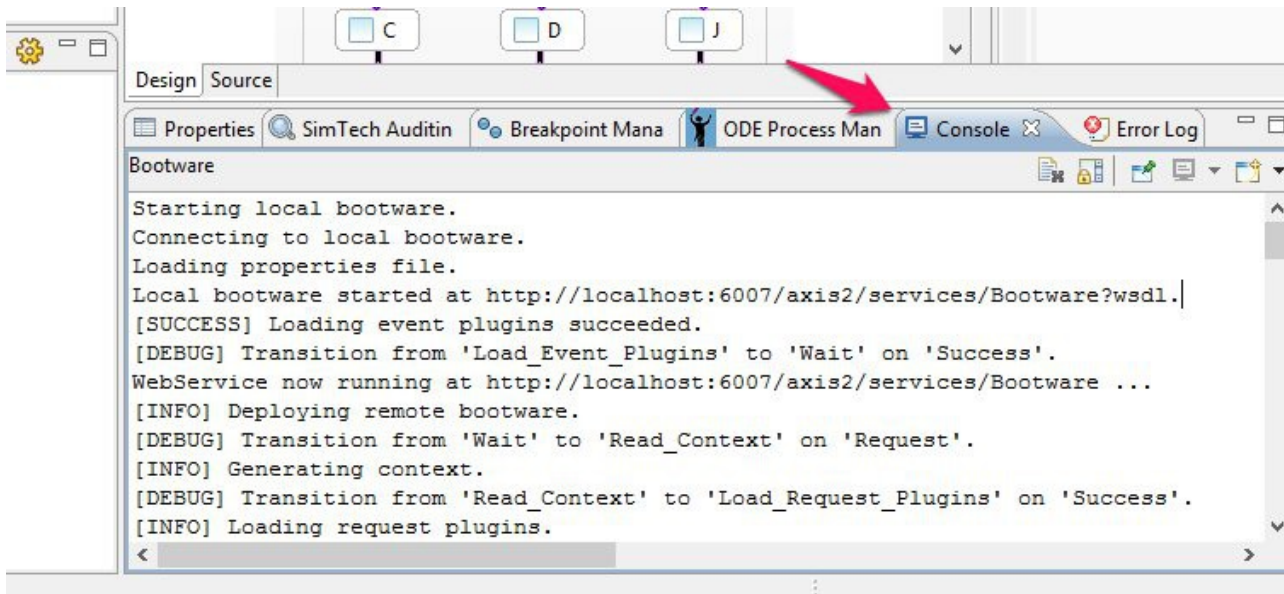 C D J
Design Source
Properties SimTech Auditin Breakpoint Mana ODE Process Man Console Error Log
Bootware
Starting local bootware.
Connecting to local bootware.
Loading properties file.
Local bootware started at http://localhost:6007/axis2/services/Bootware?wsdl.
[SUCCESS] Loading event plugins succeeded.
[DEBUG] Transition from 'Load_Event_Plugins' to 'Wait' on 'Success'.
WebService now running at http://localhost:6007/axis2/services/Bootware ...
[INFO] Deploying remote bootware.
[DEBUG] Transition from 'Wait' to 'Read_Context' on 'Request'.
[INFO] Generating context.
[DEBUG] Transition from 'Read_Context' to 'Load_Request_Plugins' on 'Success'.
[INFO] Loading request plugins.